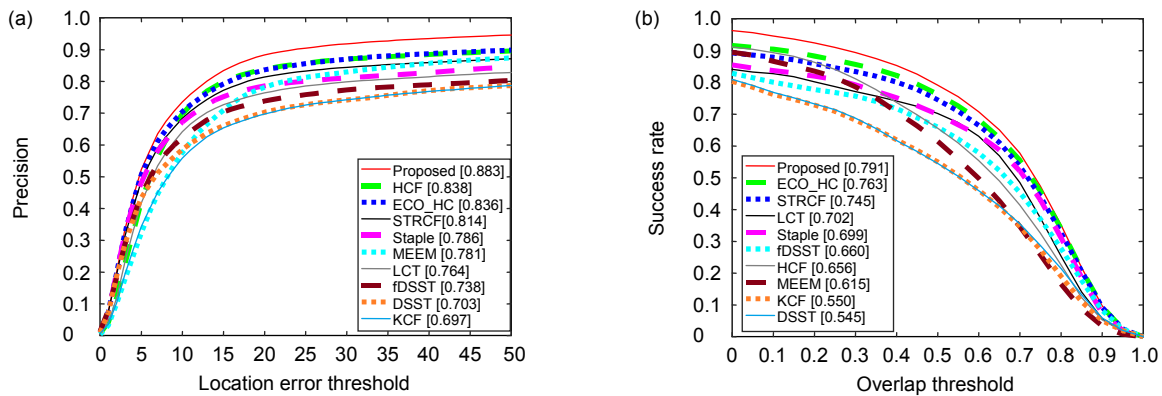 (a)
Precision
1.0
0.9
0.8
0.7
0.6
0.5
0.4
0.3
0.2
0.1
0
0 5 10 15 20 25 30 35 40 45 50
Location error threshold
Proposed [0.883]
HCF [0.838]
ECO_HC [0.836]
STRCF[0.814]
Staple [0.786]
MEEM [0.781]
LCT [0.764]
fDSST [0.738]
DSST [0.703]
KCF [0.697]
(b)
Success rate
1.0
0.9
0.8
0.7
0.6
0.5
0.4
0.3
0.2
0.1
0
0 0.1 0.2 0.3 0.4 0.5 0.6 0.7 0.8 0.9 1.0
Overlap threshold
Proposed [0.791]
ECO_HC [0.763]
STRCF [0.745]
LCT [0.702]
Staple [0.699]
fDSST [0.660]
HCF [0.656]
MEEM [0.615]
KCF [0.550]
DSST [0.545]